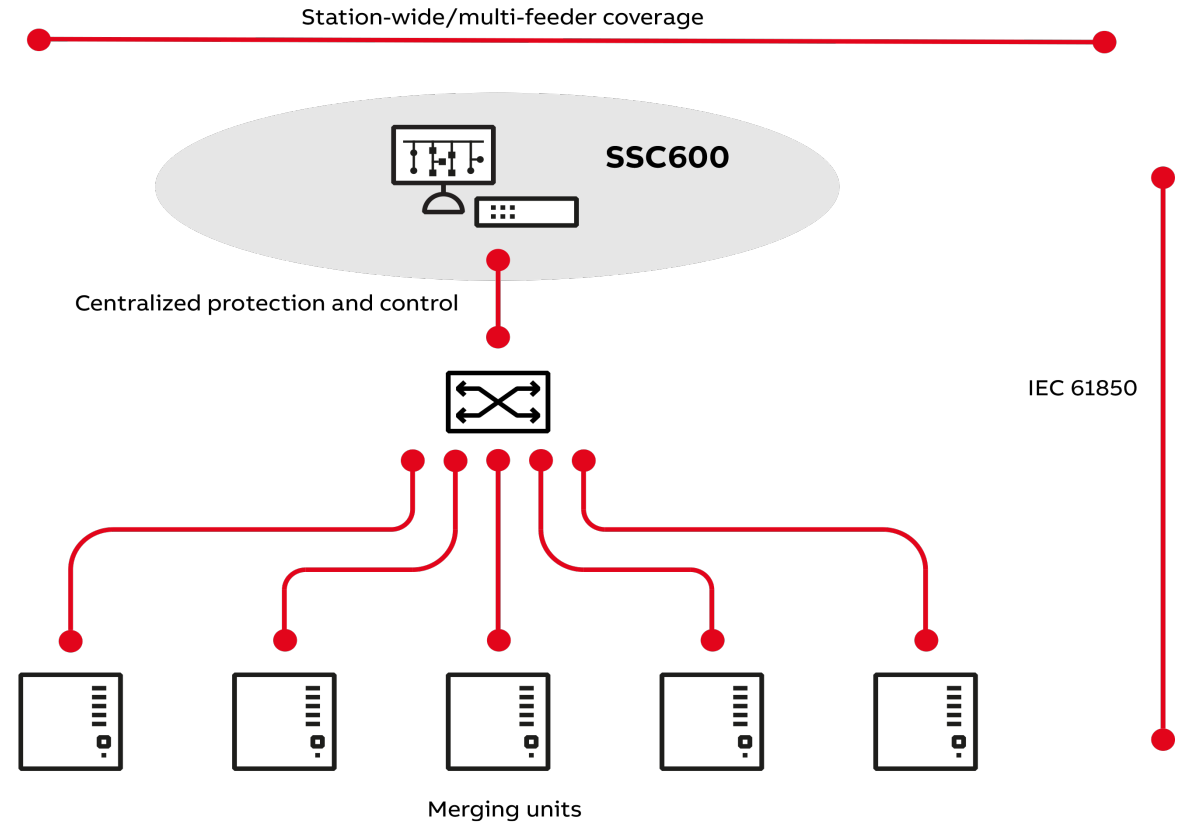 Station-wide/multi-feeder coverage
SSC600
Centralized protection and control
IEC 61850
Merging units